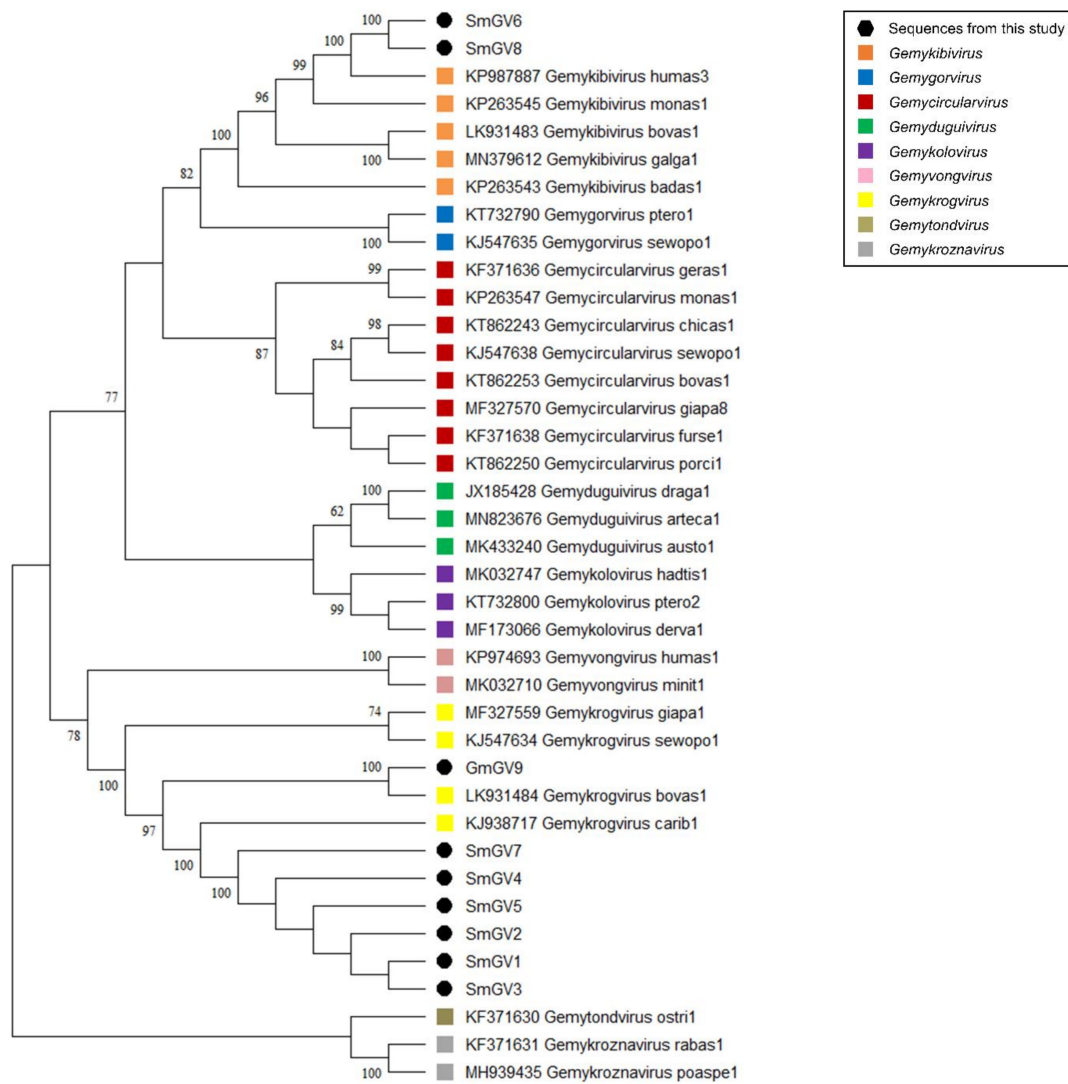 SmGV6
SmGV8
KP987887 Gemykibivirus humas3
KP263545 Gemykibivirus monas1
LK931483 Gemykibivirus bovas1
MN379612 Gemykibivirus galga1
KP263543 Gemykibivirus badas1
KT732790 Gemygorvirus ptero1
KJ547635 Gemygorvirus sewopo1
KF371636 Gemycircularvirus geras1
KP263547 Gemycircularvirus monas1
KT862243 Gemycircularvirus chicas1
KJ547638 Gemycircularvirus sewopo1
KT862253 Gemycircularvirus bovas1
MF327570 Gemycircularvirus giapa8
KF371638 Gemycircularvirus furse1
KT862250 Gemycircularvirus porci1
JX185428 Gemyduguivirus draga1
MN823676 Gemyduguivirus arteca1
MK433240 Gemyduguivirus austo1
MK032747 Gemykolovirus hadtis1
KT732800 Gemykolovirus ptero2
MF173066 Gemykolovirus derva1
KP974693 Gemyvongvirus humas1
MK032710 Gemyvongvirus minit1
MF327559 Gemykrogvirus giapa1
KJ547634 Gemykrogvirus sewopo1
GmGV9
LK931484 Gemykrogvirus bovas1
KJ938717 Gemykrogvirus carib1
SmGV7
SmGV4
SmGV5
SmGV2
SmGV1
SmGV3
KF371630 Gemytondvirus ostri1
KF371631 Gemykroznavirus rabas1
MH939435 Gemykroznavirus poaspe1
100
100
99
96
100
100
82
100
99
87
98
84
77
100
62
99
100
78
74
100
100
97
100
100
100
Sequences from this study
Gemykibivirus
Gemygorvirus
Gemycircularvirus
Gemyduguivirus
Gemykolovirus
Gemyvongvirus
Gemykrogvirus
Gemytondvirus
Gemykroznavirus